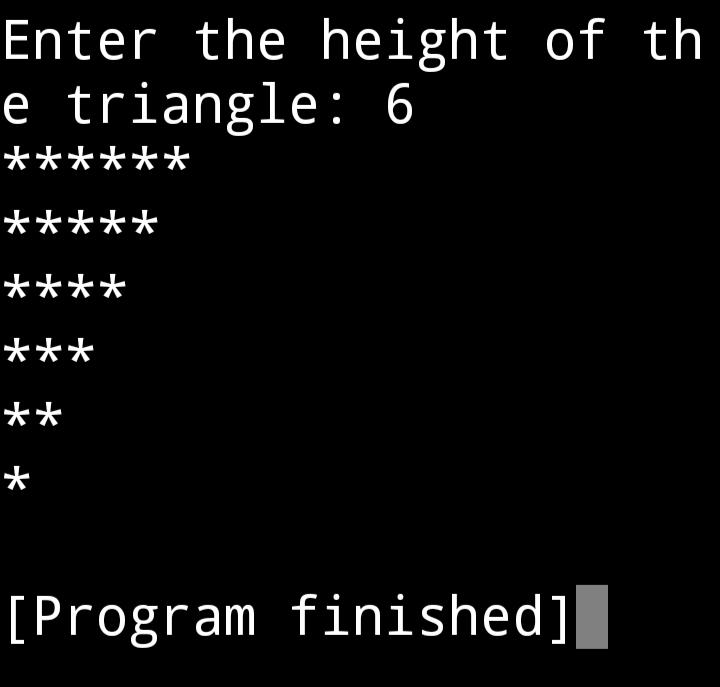 Enter the height of th
e triangle: 6
******
*****
****
***
**
*
[Program finished]